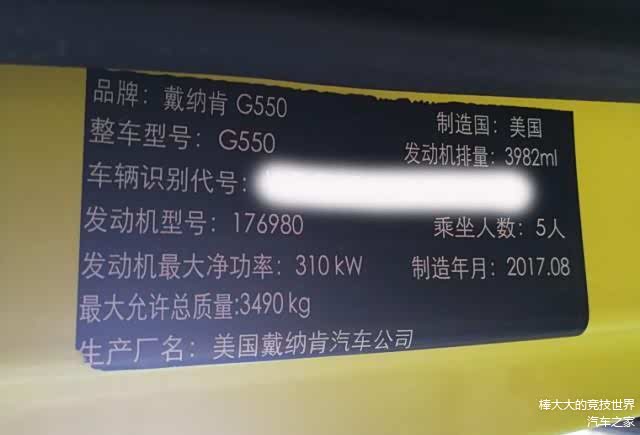 品牌：戴纳肯 G550
制造国：美国
整车型号：G550
发动机排量：3982ml
车辆识别代号：
发动机型号：176980
乘坐人数：5人
发动机最大净功率：310 kW
制造年月：2017.08
最大允许总质量:3490 kg
生产厂名：美国戴纳肯汽车公司
棒大大的竞技世界
汽车之家